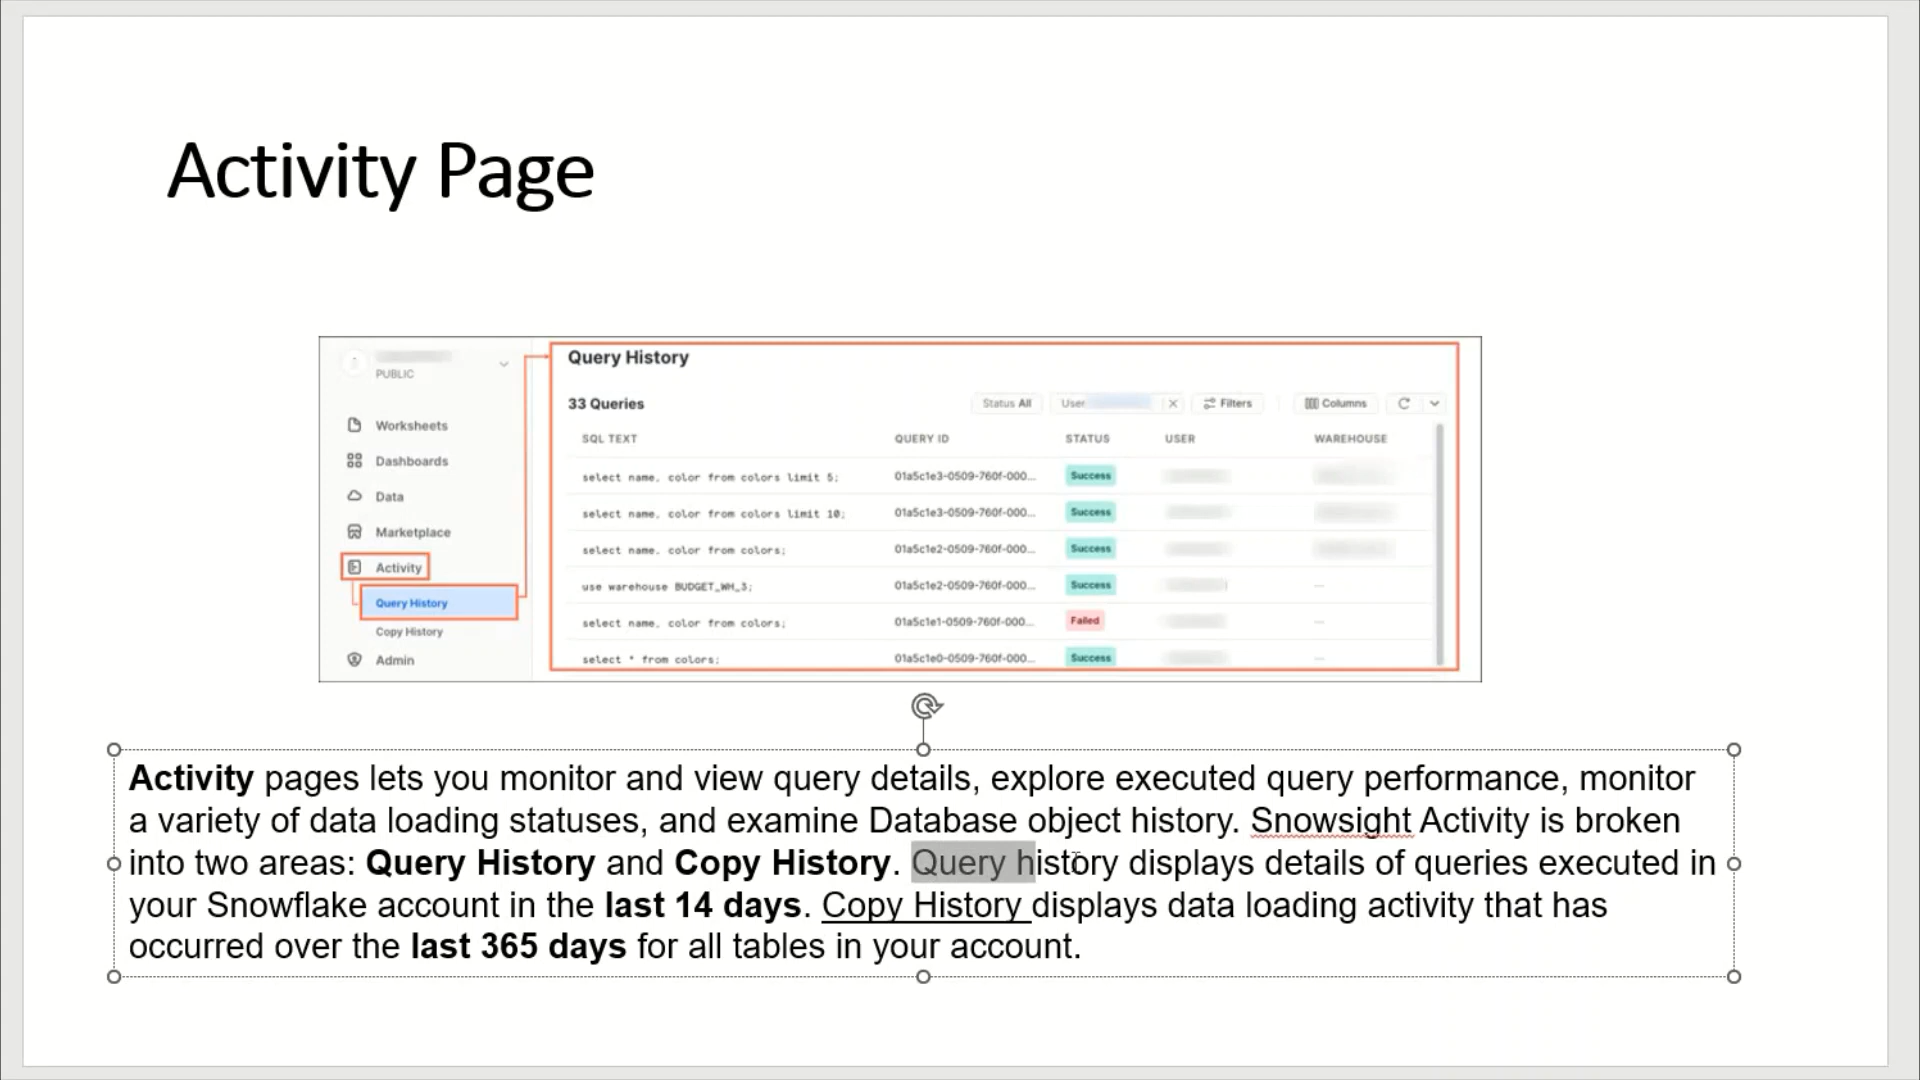 Activity Page
PUBLIC
Worksheets
Dashboards
Data
Marketplace
Activity
Query History
Copy History
Admin
Query History
33 Queries
Status All
User
Filters
Columns
SQL TEXT QUERY ID STATUS USER WAREHOUSE
select name, color from colors limit 5; 01a5c1e3-0509-760f-000... Success
select name, color from colors limit 10; 01a5c1e3-0509-760f-000... Success
select name, color from colors; 01a5c1e2-0509-760f-000... Success
use warehouse BUDGET_WH_3; 01a5c1e2-0509-760f-000... Success —
select name, color from colors; 01a5c1e1-0509-760f-000... Failed —
select * from colors; 01a5c1e0-0509-760f-000... Success —
Activity pages lets you monitor and view query details, explore executed query performance, monitor
a variety of data loading statuses, and examine Database object history. Snowsight Activity is broken
into two areas: Query History and Copy History. Query history displays details of queries executed in
your Snowflake account in the last 14 days. Copy History displays data loading activity that has
occurred over the last 365 days for all tables in your account.